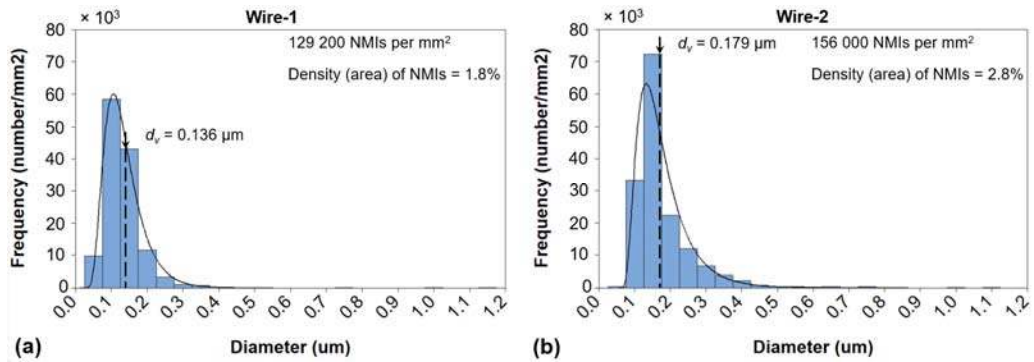 Wire-1
× 10³
129 200 NMIs per mm²
Density (area) of NMIs = 1.8%
dᵥ = 0.136 µm
Frequency (number/mm2)
80
70
60
50
40
30
20
10
0
0.0 0.1 0.2 0.3 0.4 0.5 0.6 0.7 0.8 0.9 1.0 1.1 1.2
Diameter (um)
(a)
Wire-2
× 10³
dᵥ = 0.179 µm
156 000 NMIs per mm²
Density (area) of NMIs = 2.8%
Frequency (number/mm2)
80
70
60
50
40
30
20
10
0
0.0 0.1 0.2 0.3 0.4 0.5 0.6 0.7 0.8 0.9 1.0 1.1 1.2
Diameter (um)
(b)